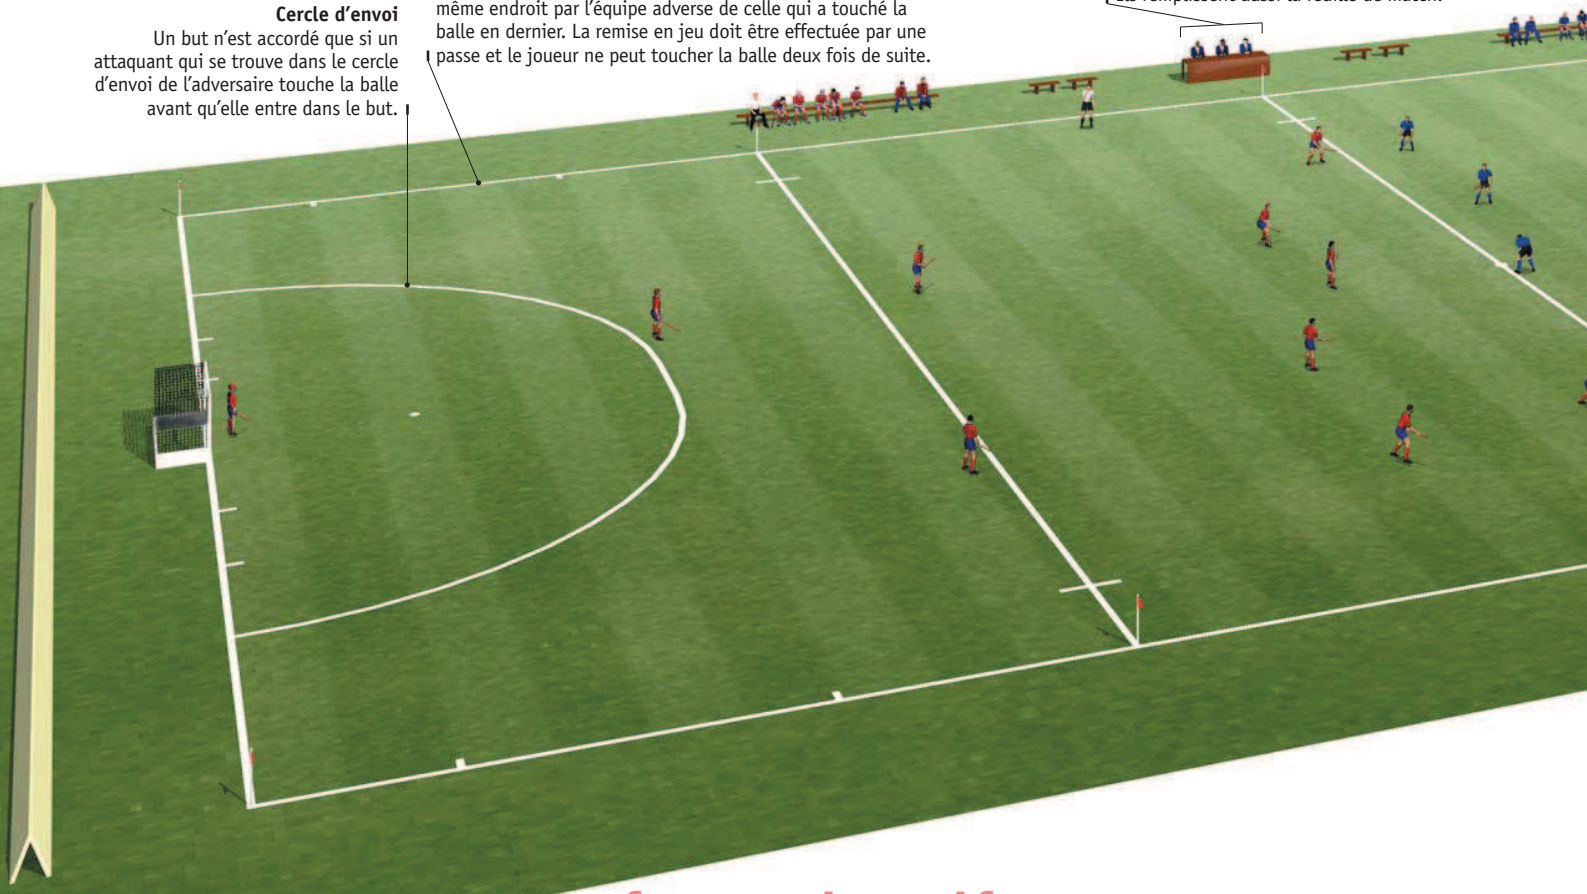 Cercle d’envoi
Un but n’est accordé que si un
attaquant qui se trouve dans le cercle
d’envoi de l’adversaire touche la balle
avant qu’elle entre dans le but.
même endroit par l’équipe adverse de celle qui a touché la
balle en dernier. La remise en jeu doit être effectuée par une
passe et le joueur ne peut toucher la balle deux fois de suite.